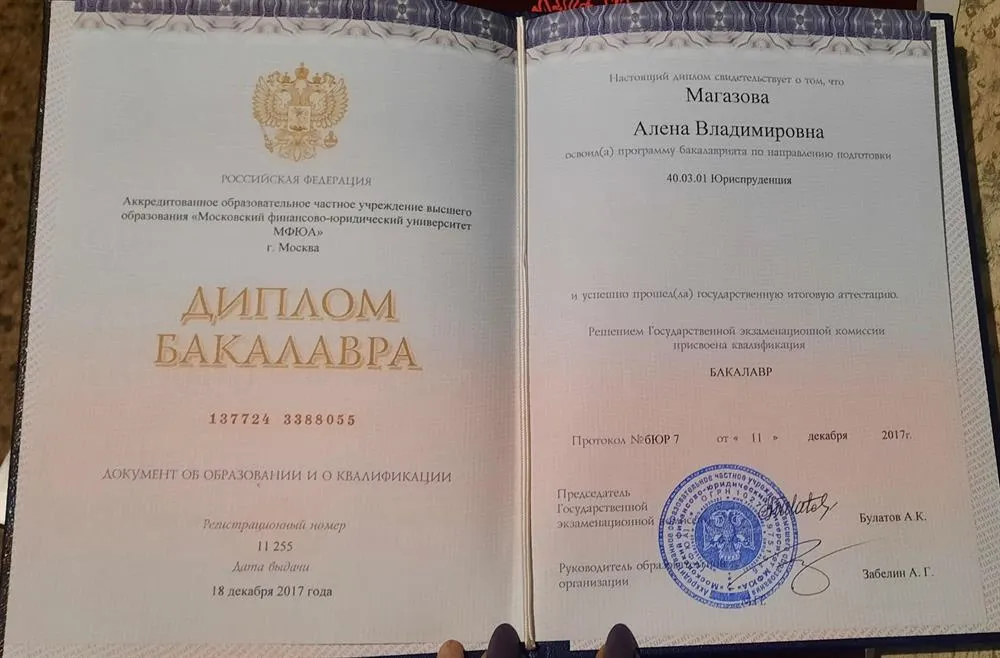 РОССИЙСКАЯ ФЕДЕРАЦИЯ
Аккредитованное образовательное частное учреждение высшего
образования «Московский финансово-юридический университет
МФЮА»
г. Москва
ДИПЛОМ
БАКАЛАВРА
137724 3388055
ДОКУМЕНТ ОБ ОБРАЗОВАНИИ И О КВАЛИФИКАЦИИ
Регистрационный номер
11 255
Дата выдачи
18 декабря 2017 года
Настоящий диплом свидетельствует о том, что
Магазова
Алена Владимировна
освоил(а) программу бакалавриата по направлению подготовки
40.03.01 Юриспруденция
и успешно прошел(ла) государственную итоговую аттестацию.
Решением Государственной экзаменационной комиссии
присвоена квалификация
БАКАЛАВР
Протокол №бЮР 7 от « 11 » декабря 2017г.
Председатель
Государственной
экзаменационной
Булатов А.К.
Руководитель
организации
Забелин А. Г.